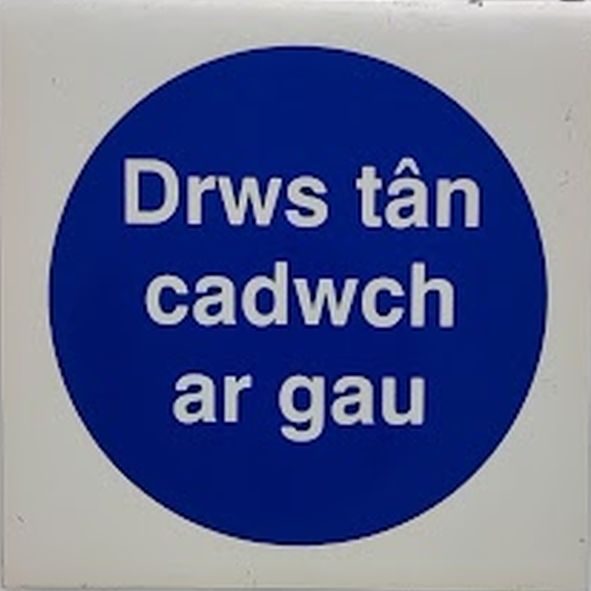 Drws tân
cadwch
ar gau